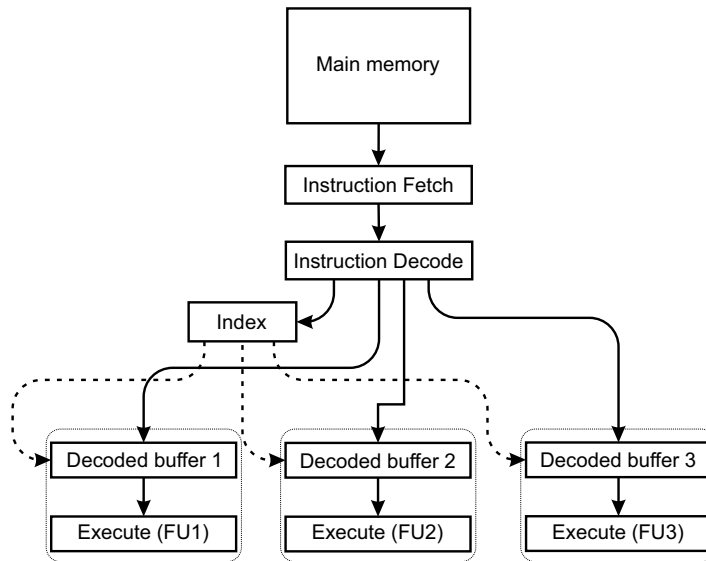 Main memory
Instruction Fetch
Instruction Decode
Index
Decoded buffer 1
Decoded buffer 2
Decoded buffer 3
Execute (FU1)
Execute (FU2)
Execute (FU3)